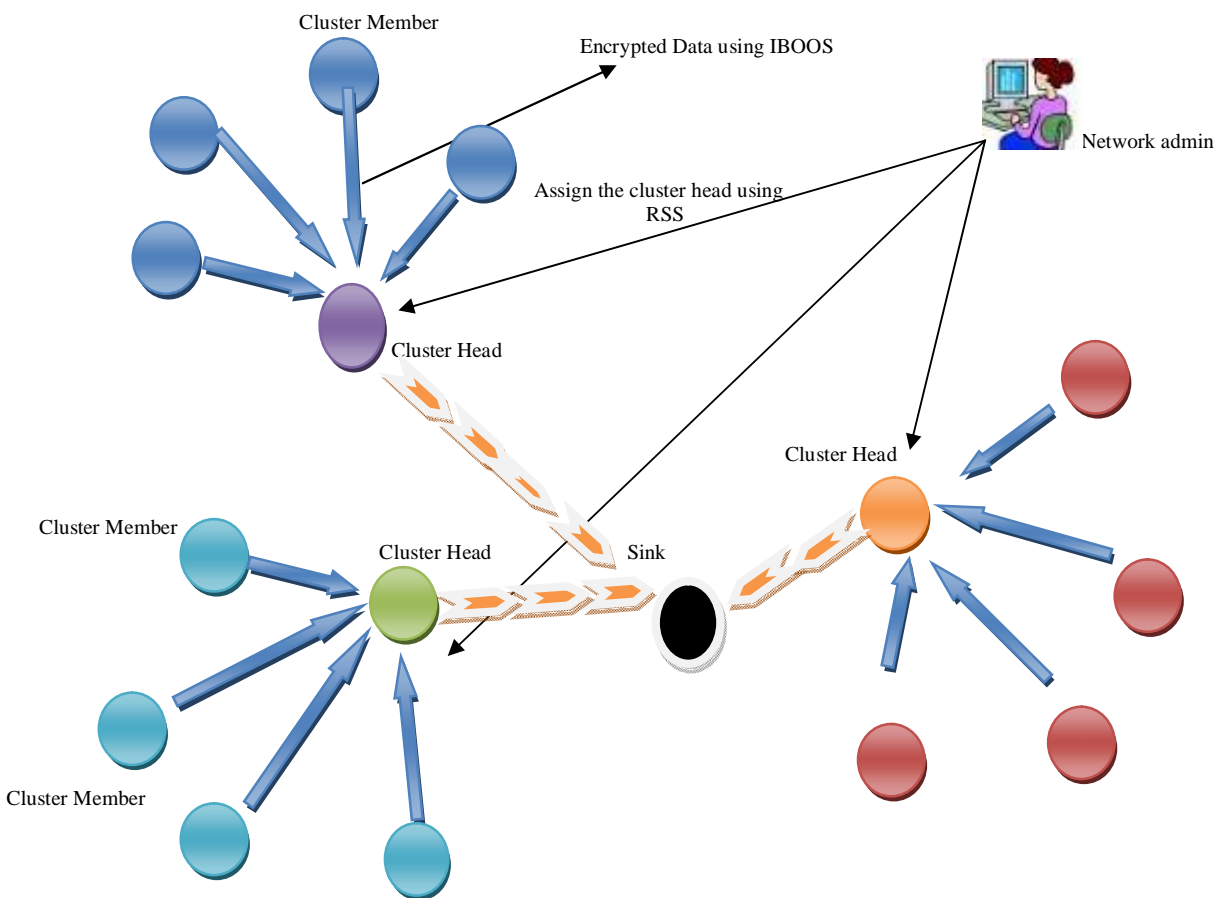 Cluster Member
Encrypted Data using IBOOS
Network admin
Assign the cluster head using
RSS
Cluster Head
Cluster Head
Cluster Member
Cluster Head
Sink
Cluster Member